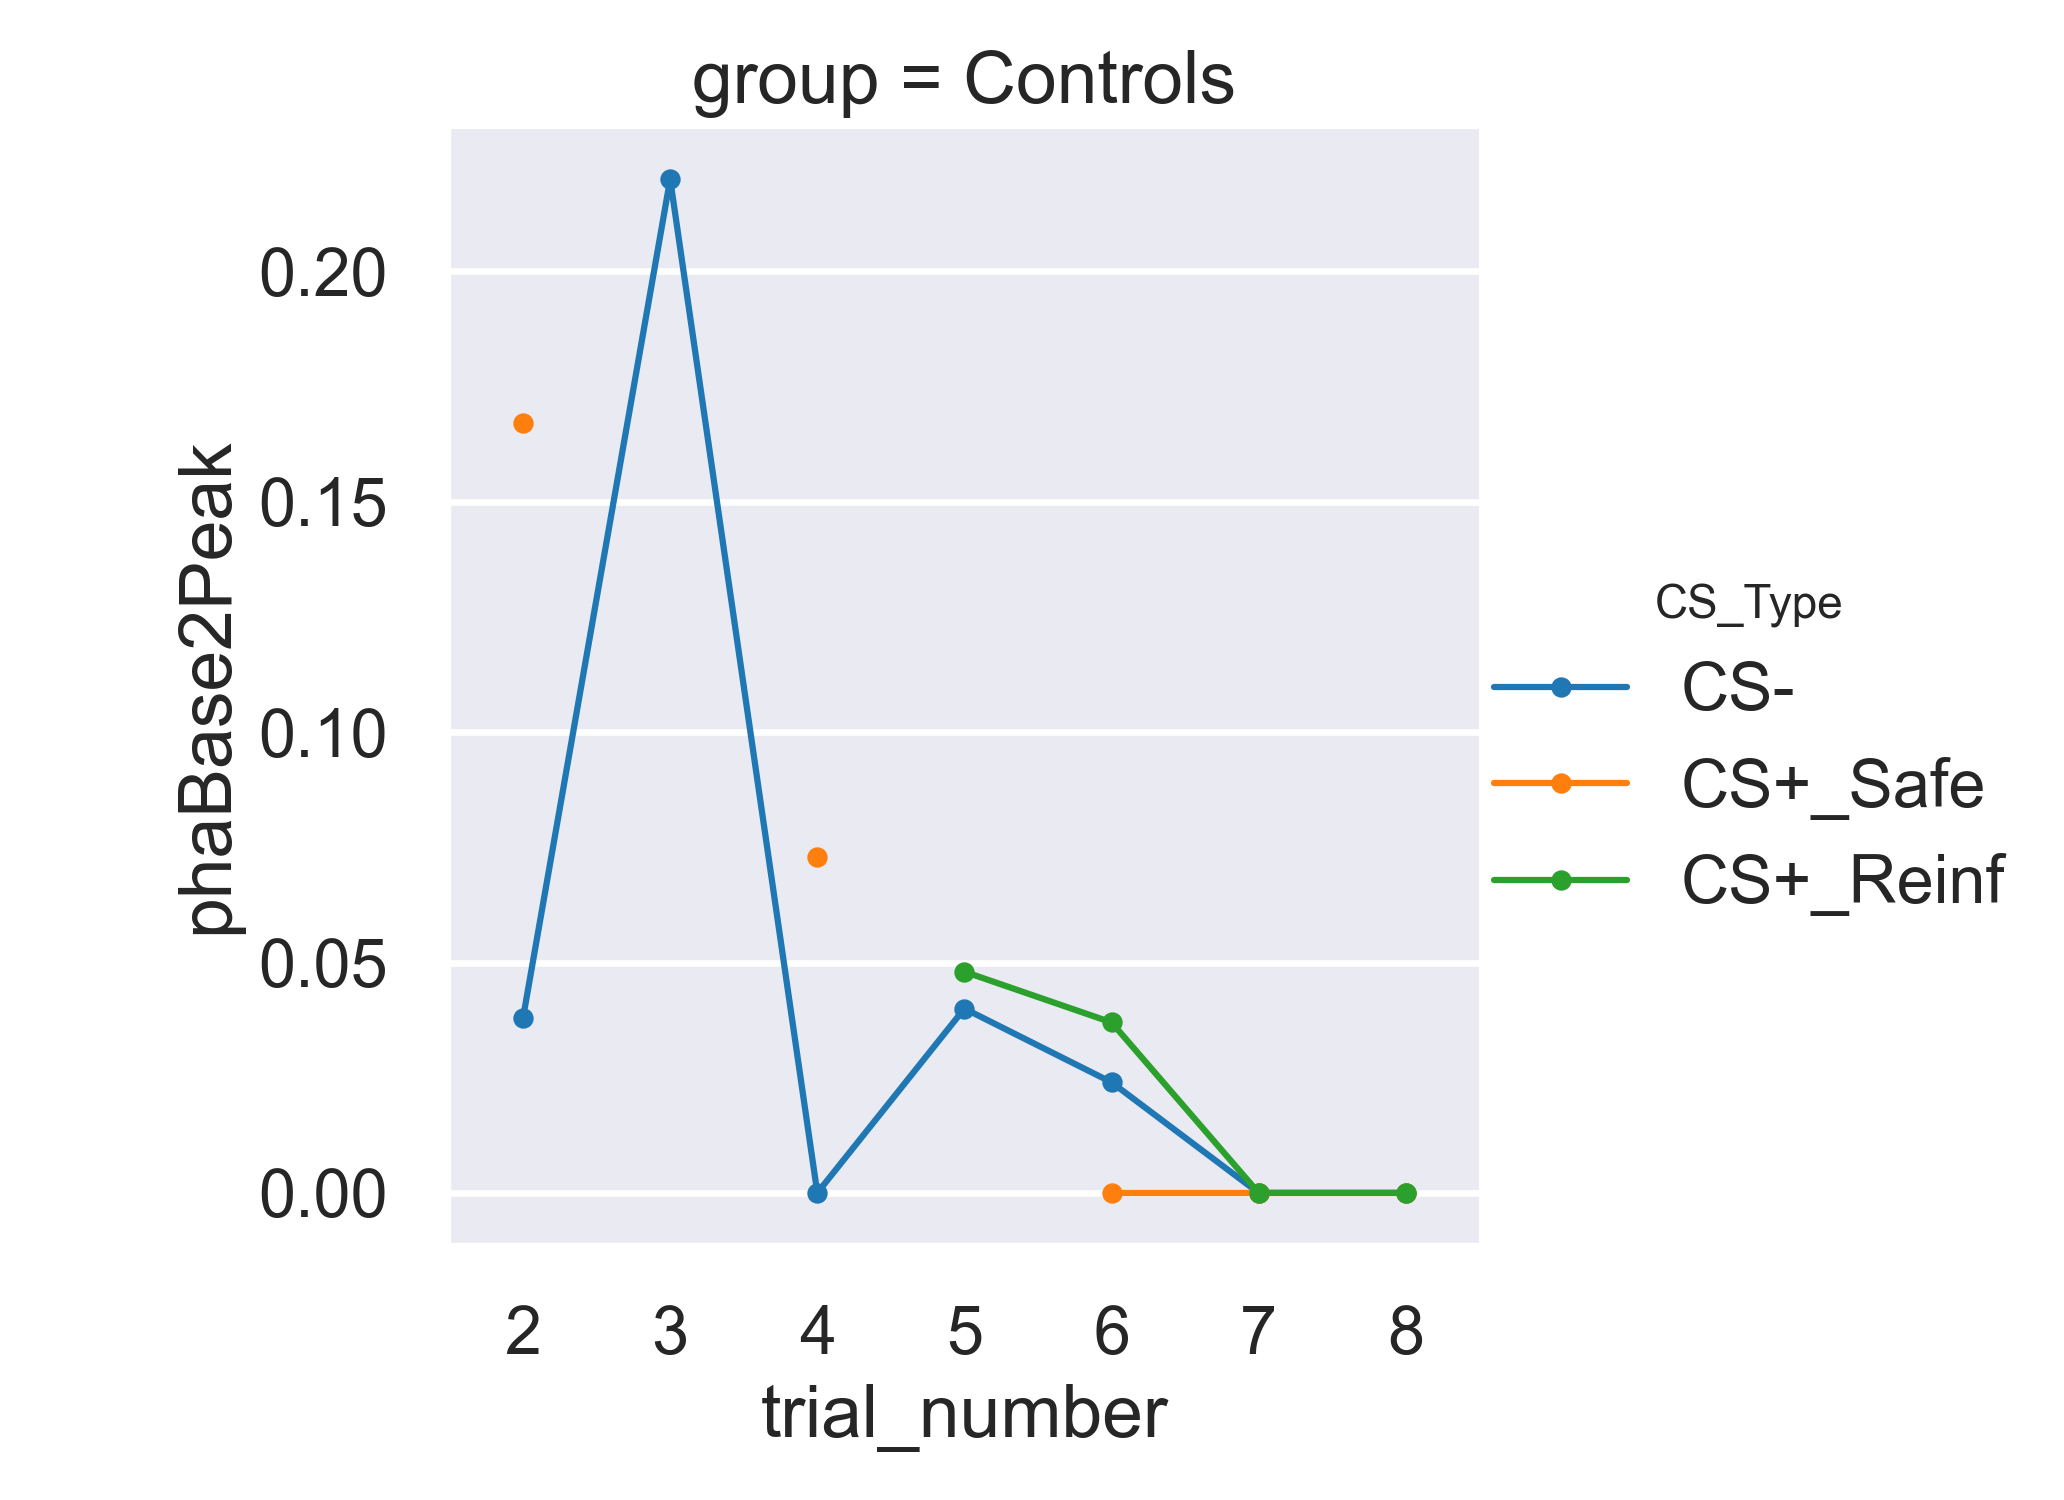 group = Controls
0.20
0.15
0.10
0.05
0.00
phaBase2Peak
2 3 4 5 6 7 8
trial_number
CS_Type
CS-
CS+_Safe
CS+_Reinf